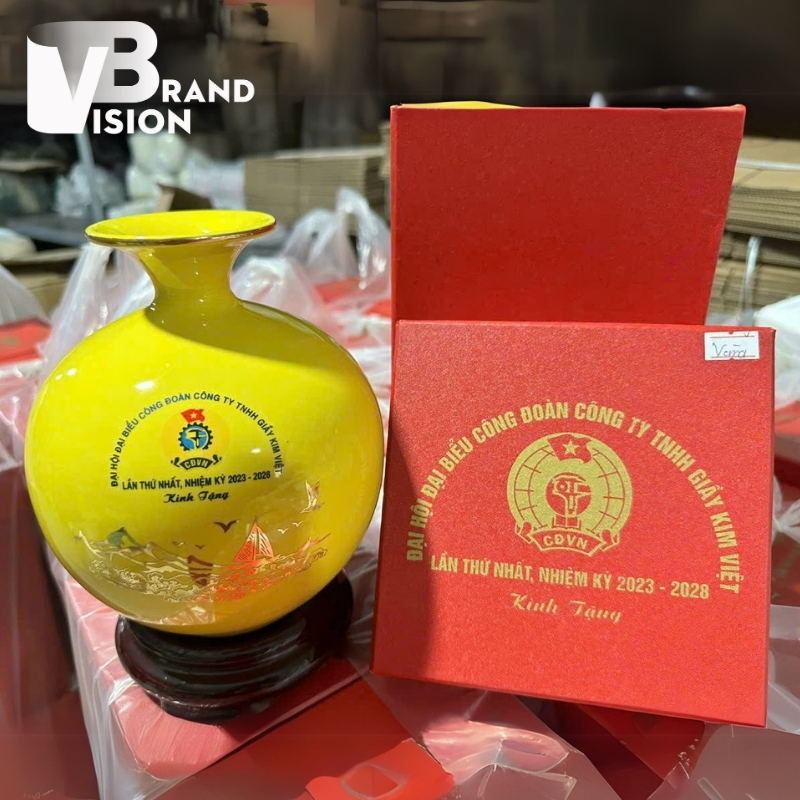 BRAND
VISION
ĐẠI HỘI ĐẠI BIỂU CÔNG ĐOÀN CÔNG TY TNHH GIẦY KIM VIỆT
CĐVN
LẦN THỨ NHẤT, NHIỆM KỲ 2023 - 2028
Kính Tặng
Vàng
ĐẠI HỘI ĐẠI BIỂU CÔNG ĐOÀN CÔNG TY TNHH GIẦY KIM VIỆT
CĐVN
LẦN THỨ NHẤT, NHIỆM KỲ 2023 - 2028
Kính Tặng